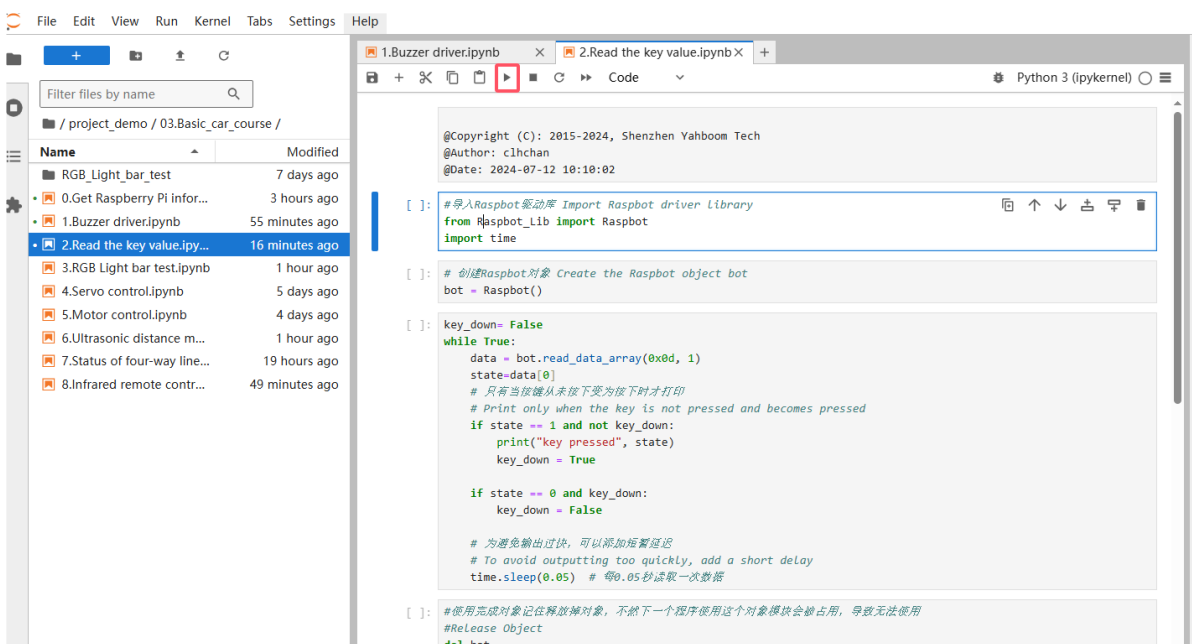 File Edit View Run Kernel Tabs Settings Help
+
Filter files by name
/ project_demo / 03.Basic_car_course /
Name Modified
RGB_Light_bar_test 7 days ago
0.Get Raspberry Pi infor... 3 hours ago
1.Buzzer driver.ipynb 55 minutes ago
2.Read the key value.ipy... 16 minutes ago
3.RGB Light bar test.ipynb 1 hour ago
4.Servo control.ipynb 5 days ago
5.Motor control.ipynb 4 days ago
6.Ultrasonic distance m... 1 hour ago
7.Status of four-way line... 19 hours ago
8.Infrared remote contr... 49 minutes ago
1.Buzzer driver.ipynb × 2.Read the key value.ipynb × +
Code Python 3 (ipykernel)
@Copyright (C): 2015-2024, Shenzhen Yahboom Tech
@Author: clhchan
@Date: 2024-07-12 10:10:02
[ ]: #导入Raspbot驱动库 Import Raspbot driver library
from Raspbot_Lib import Raspbot
import time
[ ]: # 创建Raspbot对象 Create the Raspbot object bot
bot = Raspbot()
[ ]: key_down= False
while True:
data = bot.read_data_array(0x0d, 1)
state=data[0]
# 只有当按键从未按下变为按下时才打印
# Print only when the key is not pressed and becomes pressed
if state == 1 and not key_down:
print("key pressed", state)
key_down = True
if state == 0 and key_down:
key_down = False
# 为避免输出过快，可以添加短暂延迟
# To avoid outputting too quickly, add a short delay
time.sleep(0.05) # 每0.05秒读取一次数据
[ ]: #使用完成对象记住释放掉对象，不然下一个程序使用这个对象模块会被占用，导致无法使用
#Release Object
del bot